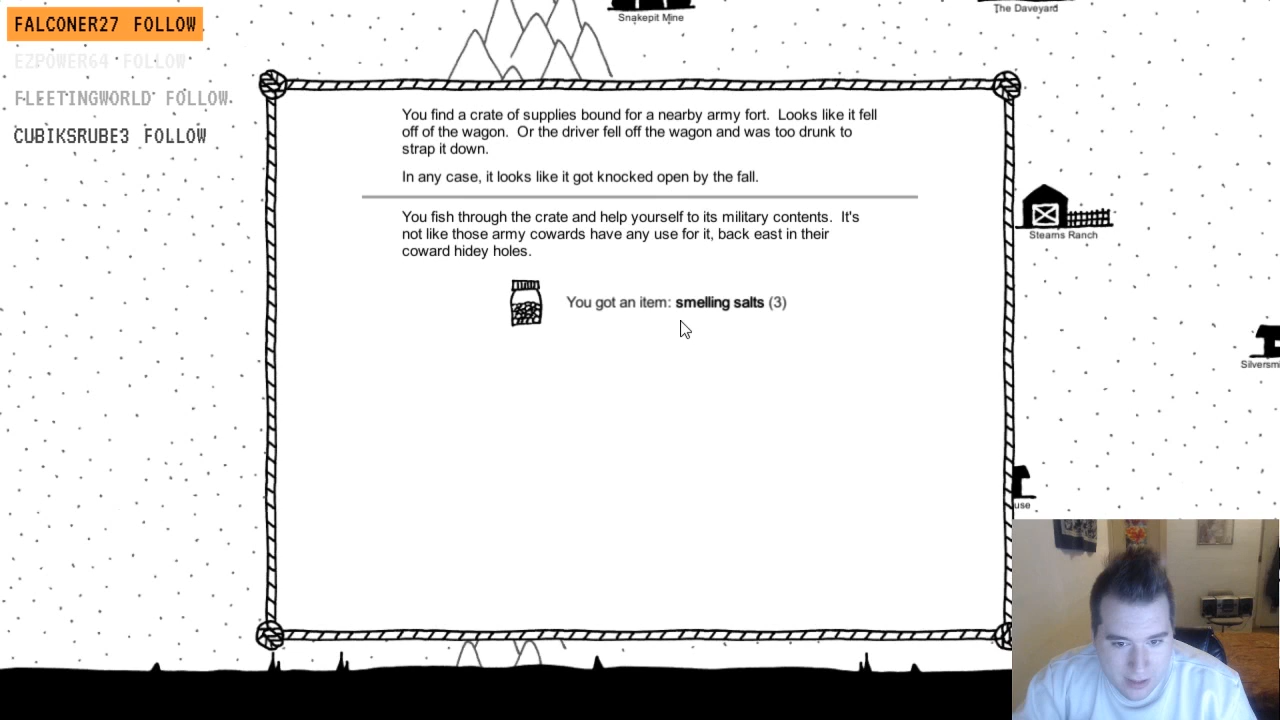 FALCONER27 FOLLOW
EZPOWER64 FOLLOW
FLEETINGWORLD FOLLOW
CUBIKSRUBE3 FOLLOW
Snakepit Mine
The Daveyard
You find a crate of supplies bound for a nearby army fort. Looks like it fell
off of the wagon. Or the driver fell off the wagon and was too drunk to
strap it down.
In any case, it looks like it got knocked open by the fall.
You fish through the crate and help yourself to its military contents. It's
not like those army cowards have any use for it, back east in their
coward hidey holes.
You got an item: smelling salts (3)
Stearns Ranch
Silversmi
use